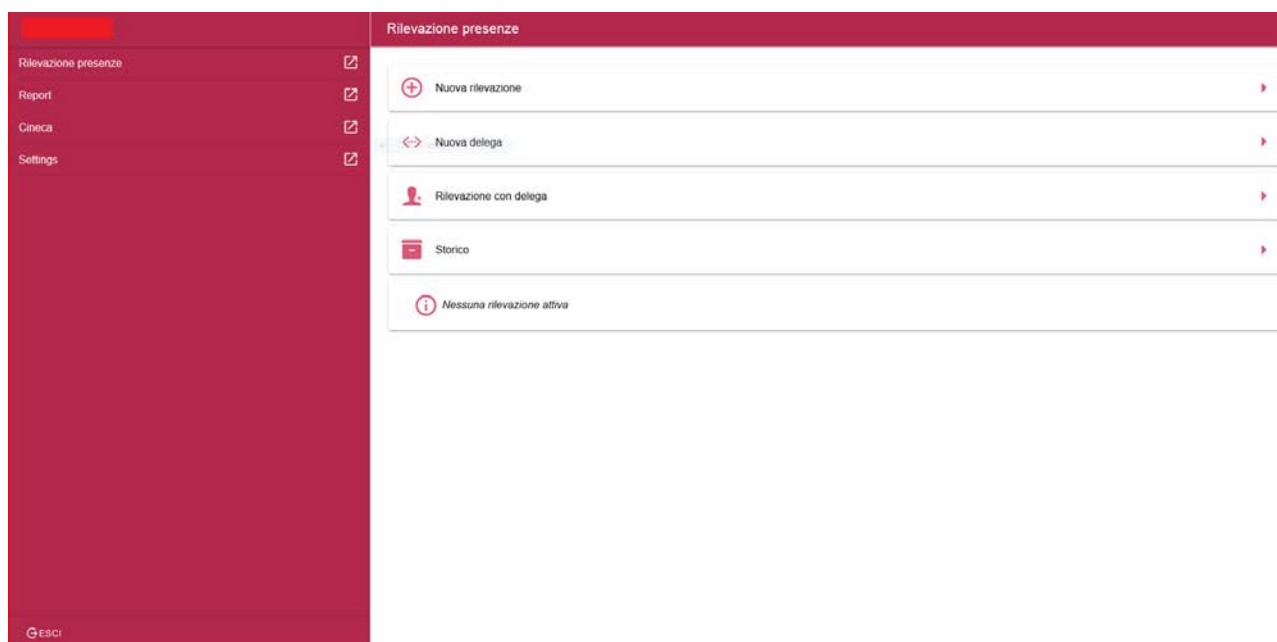 Rilevazione presenze
Report
Cineca
Settings
ESCI
Rilevazione presenze
Nuova rilevazione
Nuova delega
Rilevazione con delega
Storico
Nessuna rilevazione attiva